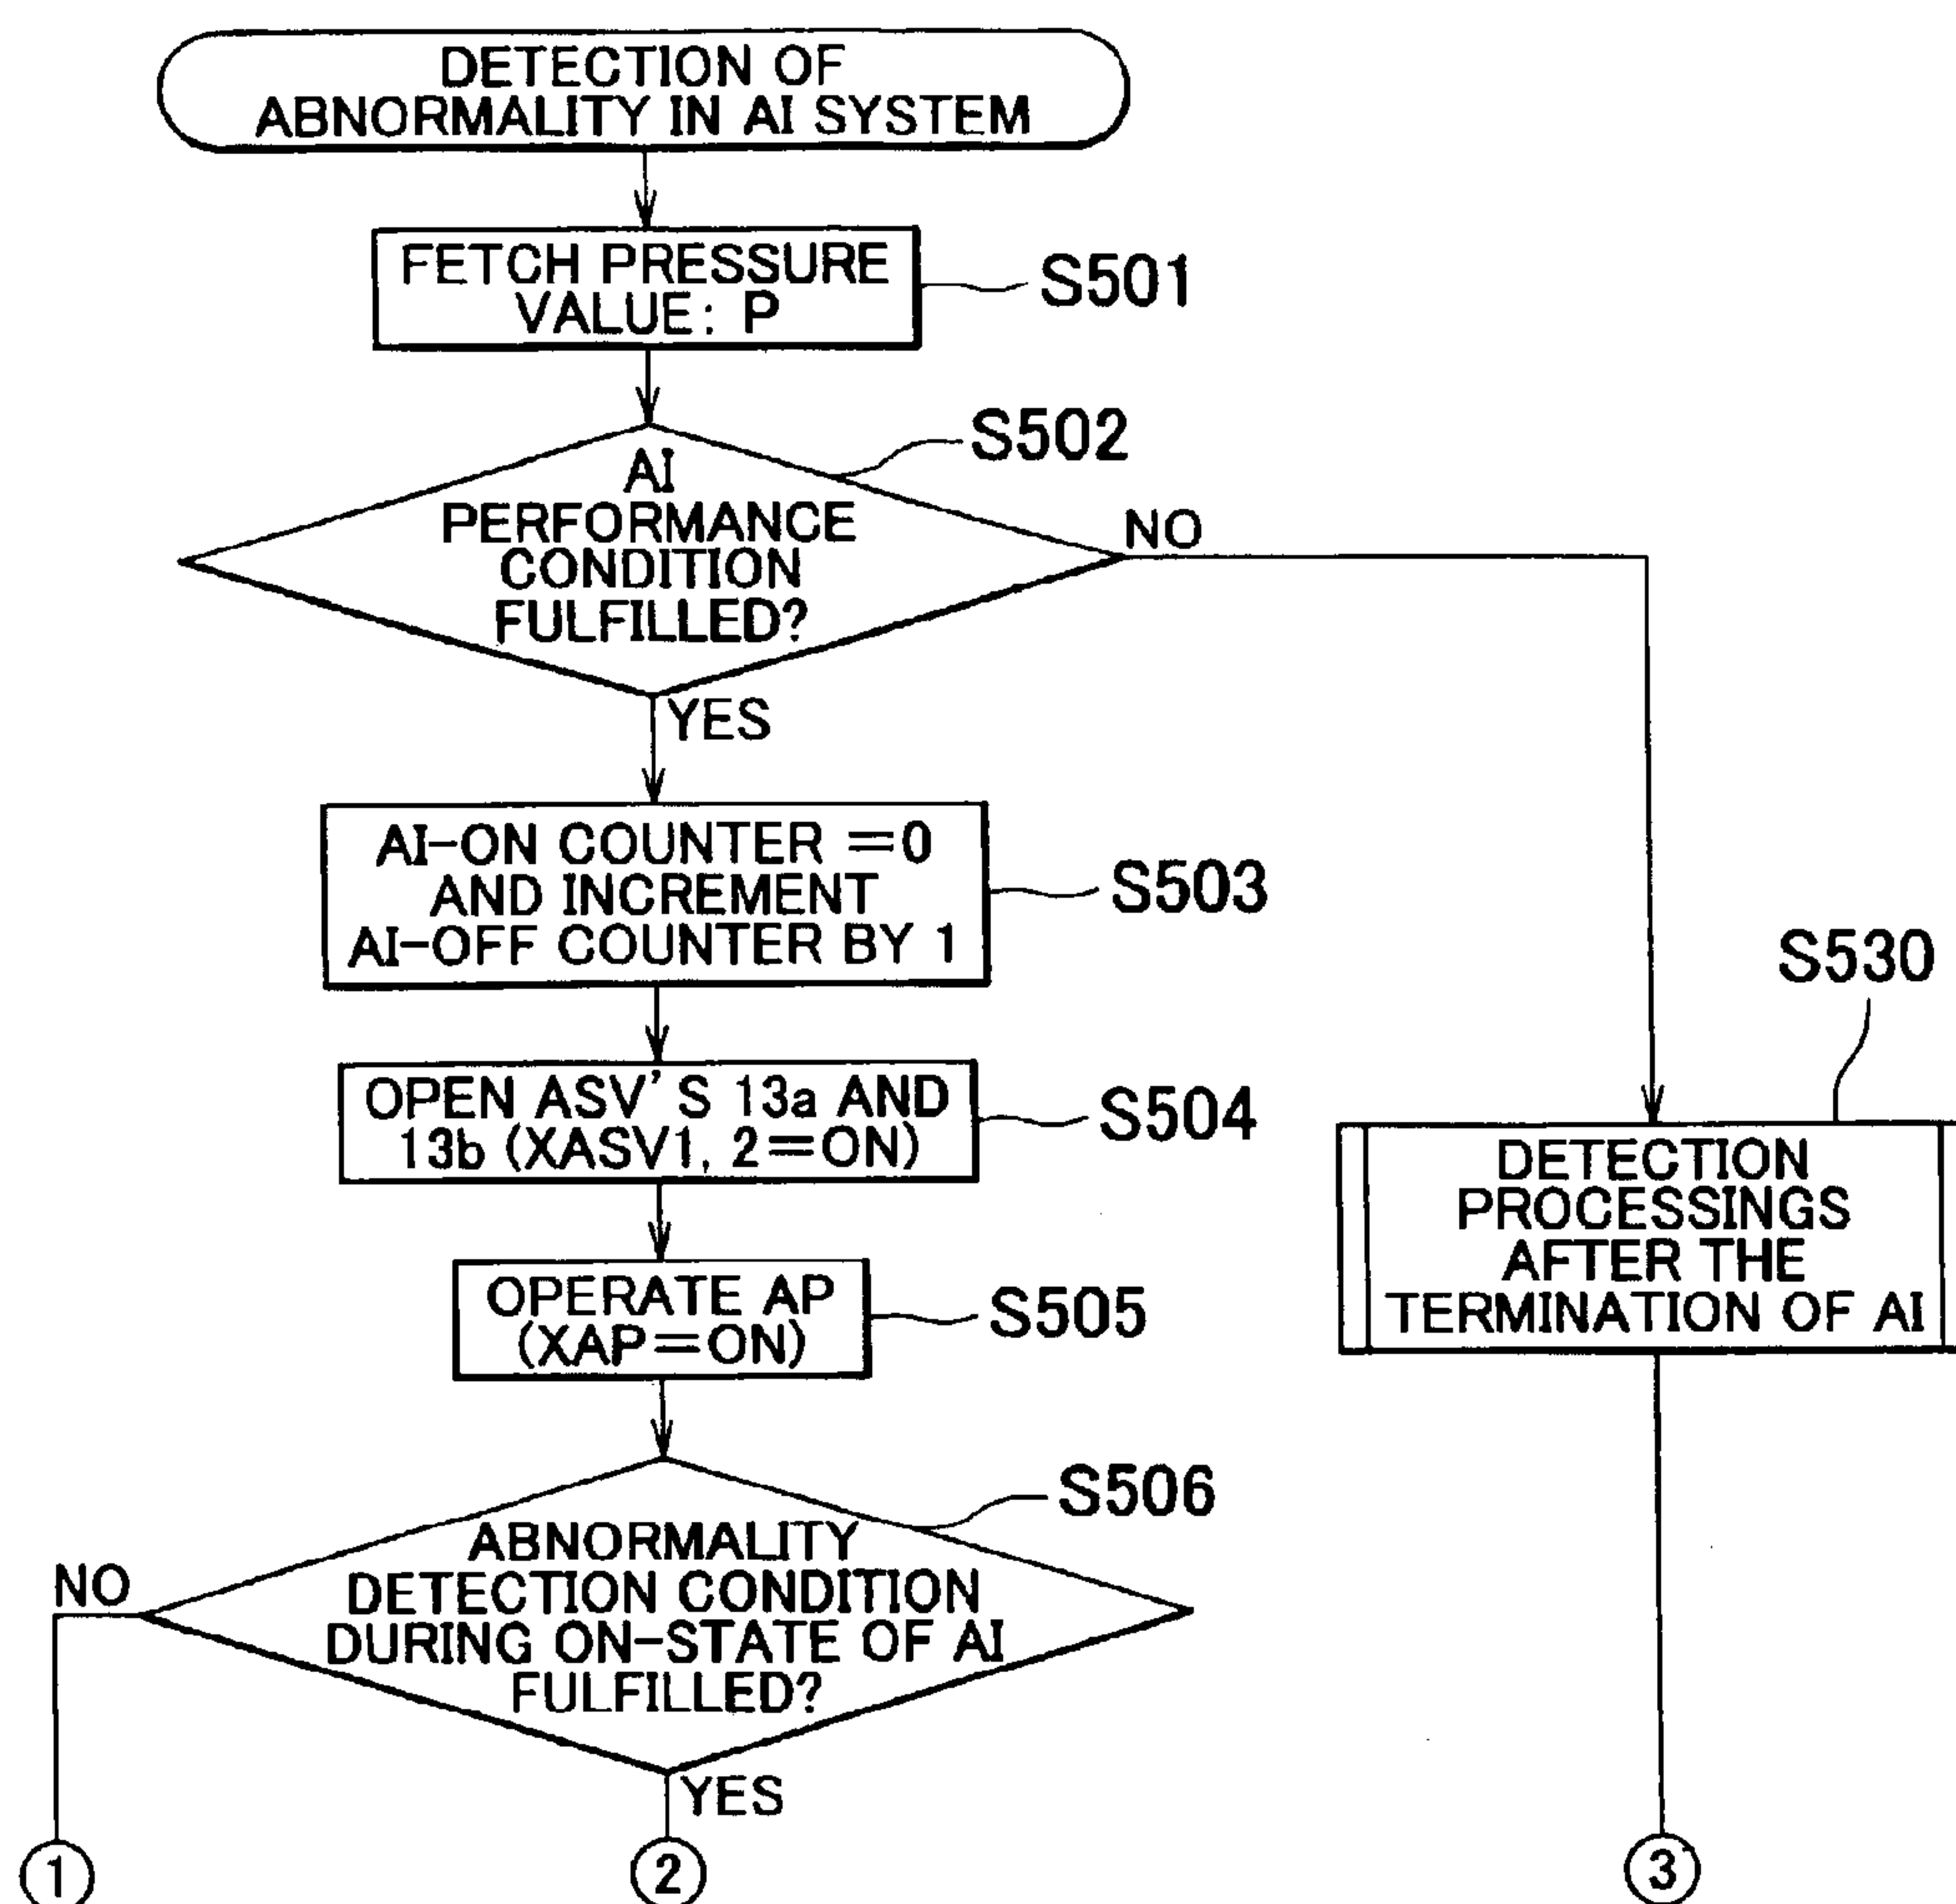 DETECTION OF
ABNORMALITY IN AI SYSTEM
FETCH PRESSURE
VALUE: P
S501
S502
AI
PERFORMANCE
CONDITION
FULFILLED?
NO
YES
AI-ON COUNTER =0
AND INCREMENT
AI-OFF COUNTER BY 1
S503
OPEN ASV'S 13a AND
13b (XASV1, 2=ON)
S504
OPERATE AP
(XAP=ON)
S505
S530
DETECTION
PROCESSINGS
AFTER THE
TERMINATION OF AI
S506
ABNORMALITY
DETECTION CONDITION
DURING ON-STATE OF AI
FULFILLED?
NO
YES
1
2
3